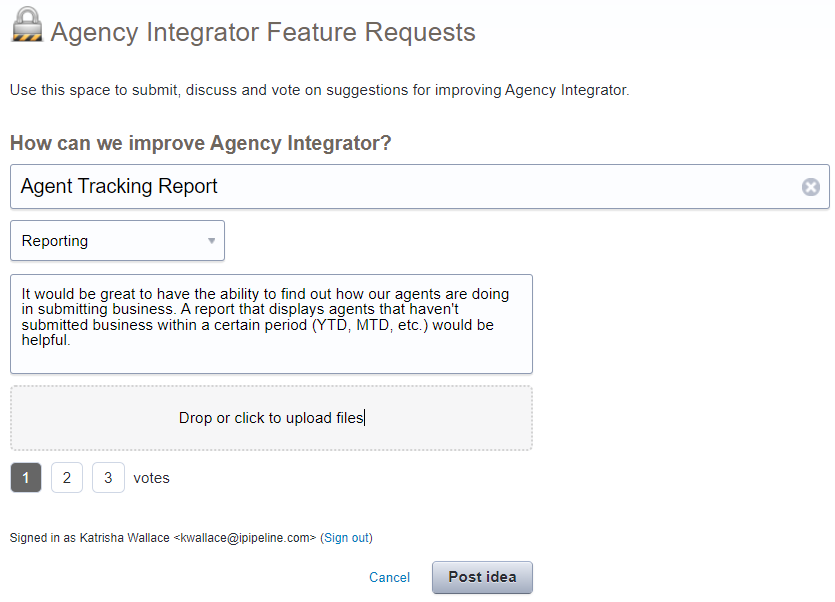 Agency Integrator Feature Requests
Use this space to submit, discuss and vote on suggestions for improving Agency Integrator.
How can we improve Agency Integrator?
Agent Tracking Report
Reporting
It would be great to have the ability to find out how our agents are doing
in submitting business. A report that displays agents that haven't
submitted business within a certain period (YTD, MTD, etc.) would be
helpful.
Drop or click to upload files
1 2 3 votes
Signed in as Katrisha Wallace <kwallace@ipipeline.com> (Sign out)
Cancel Post idea